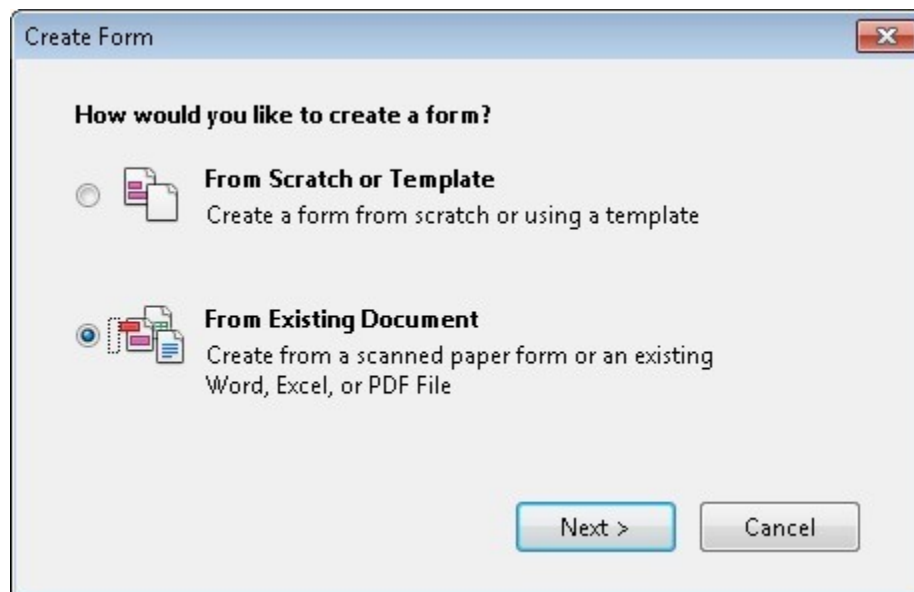 Create Form
How would you like to create a form?
From Scratch or Template
Create a form from scratch or using a template
From Existing Document
Create from a scanned paper form or an existing
Word, Excel, or PDF File
Next >
Cancel